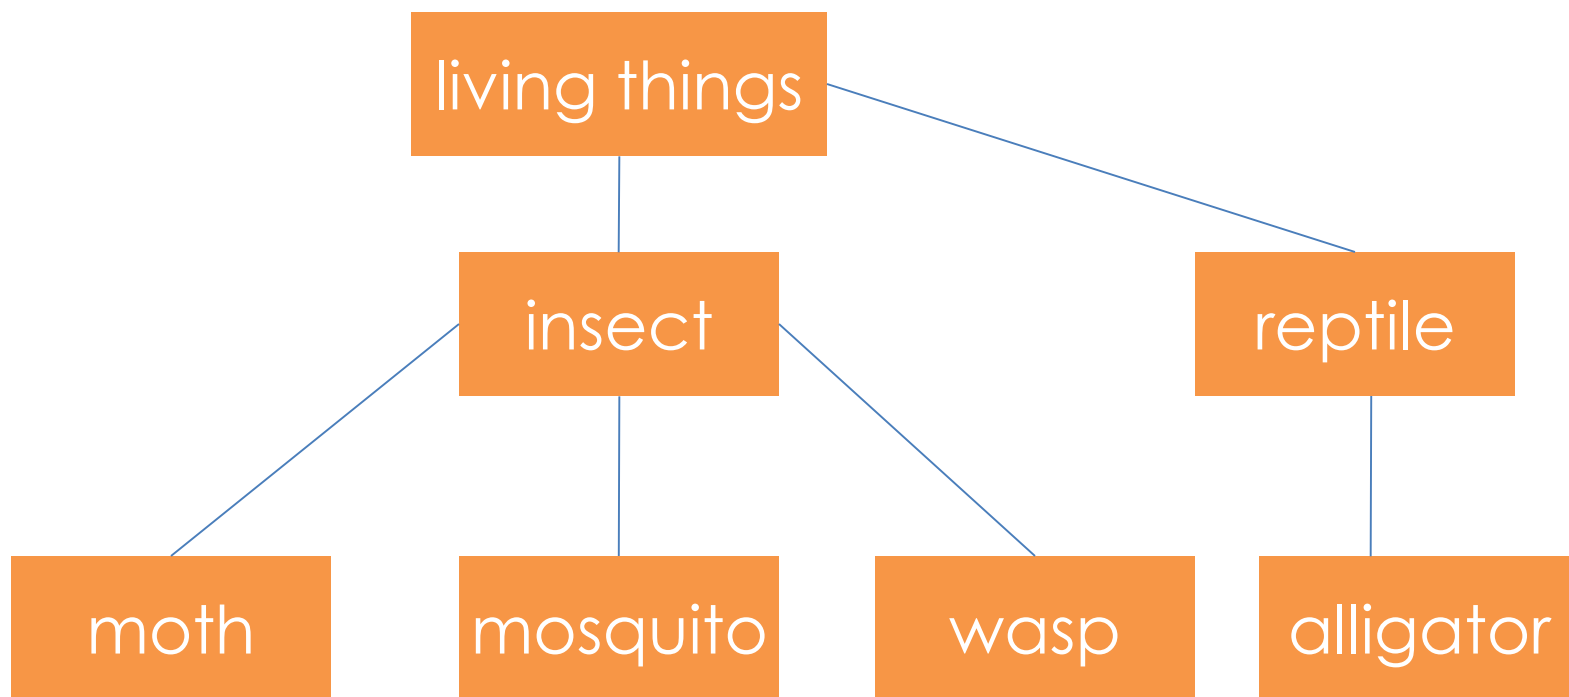 living things
insect
reptile
moth
mosquito
wasp
alligator